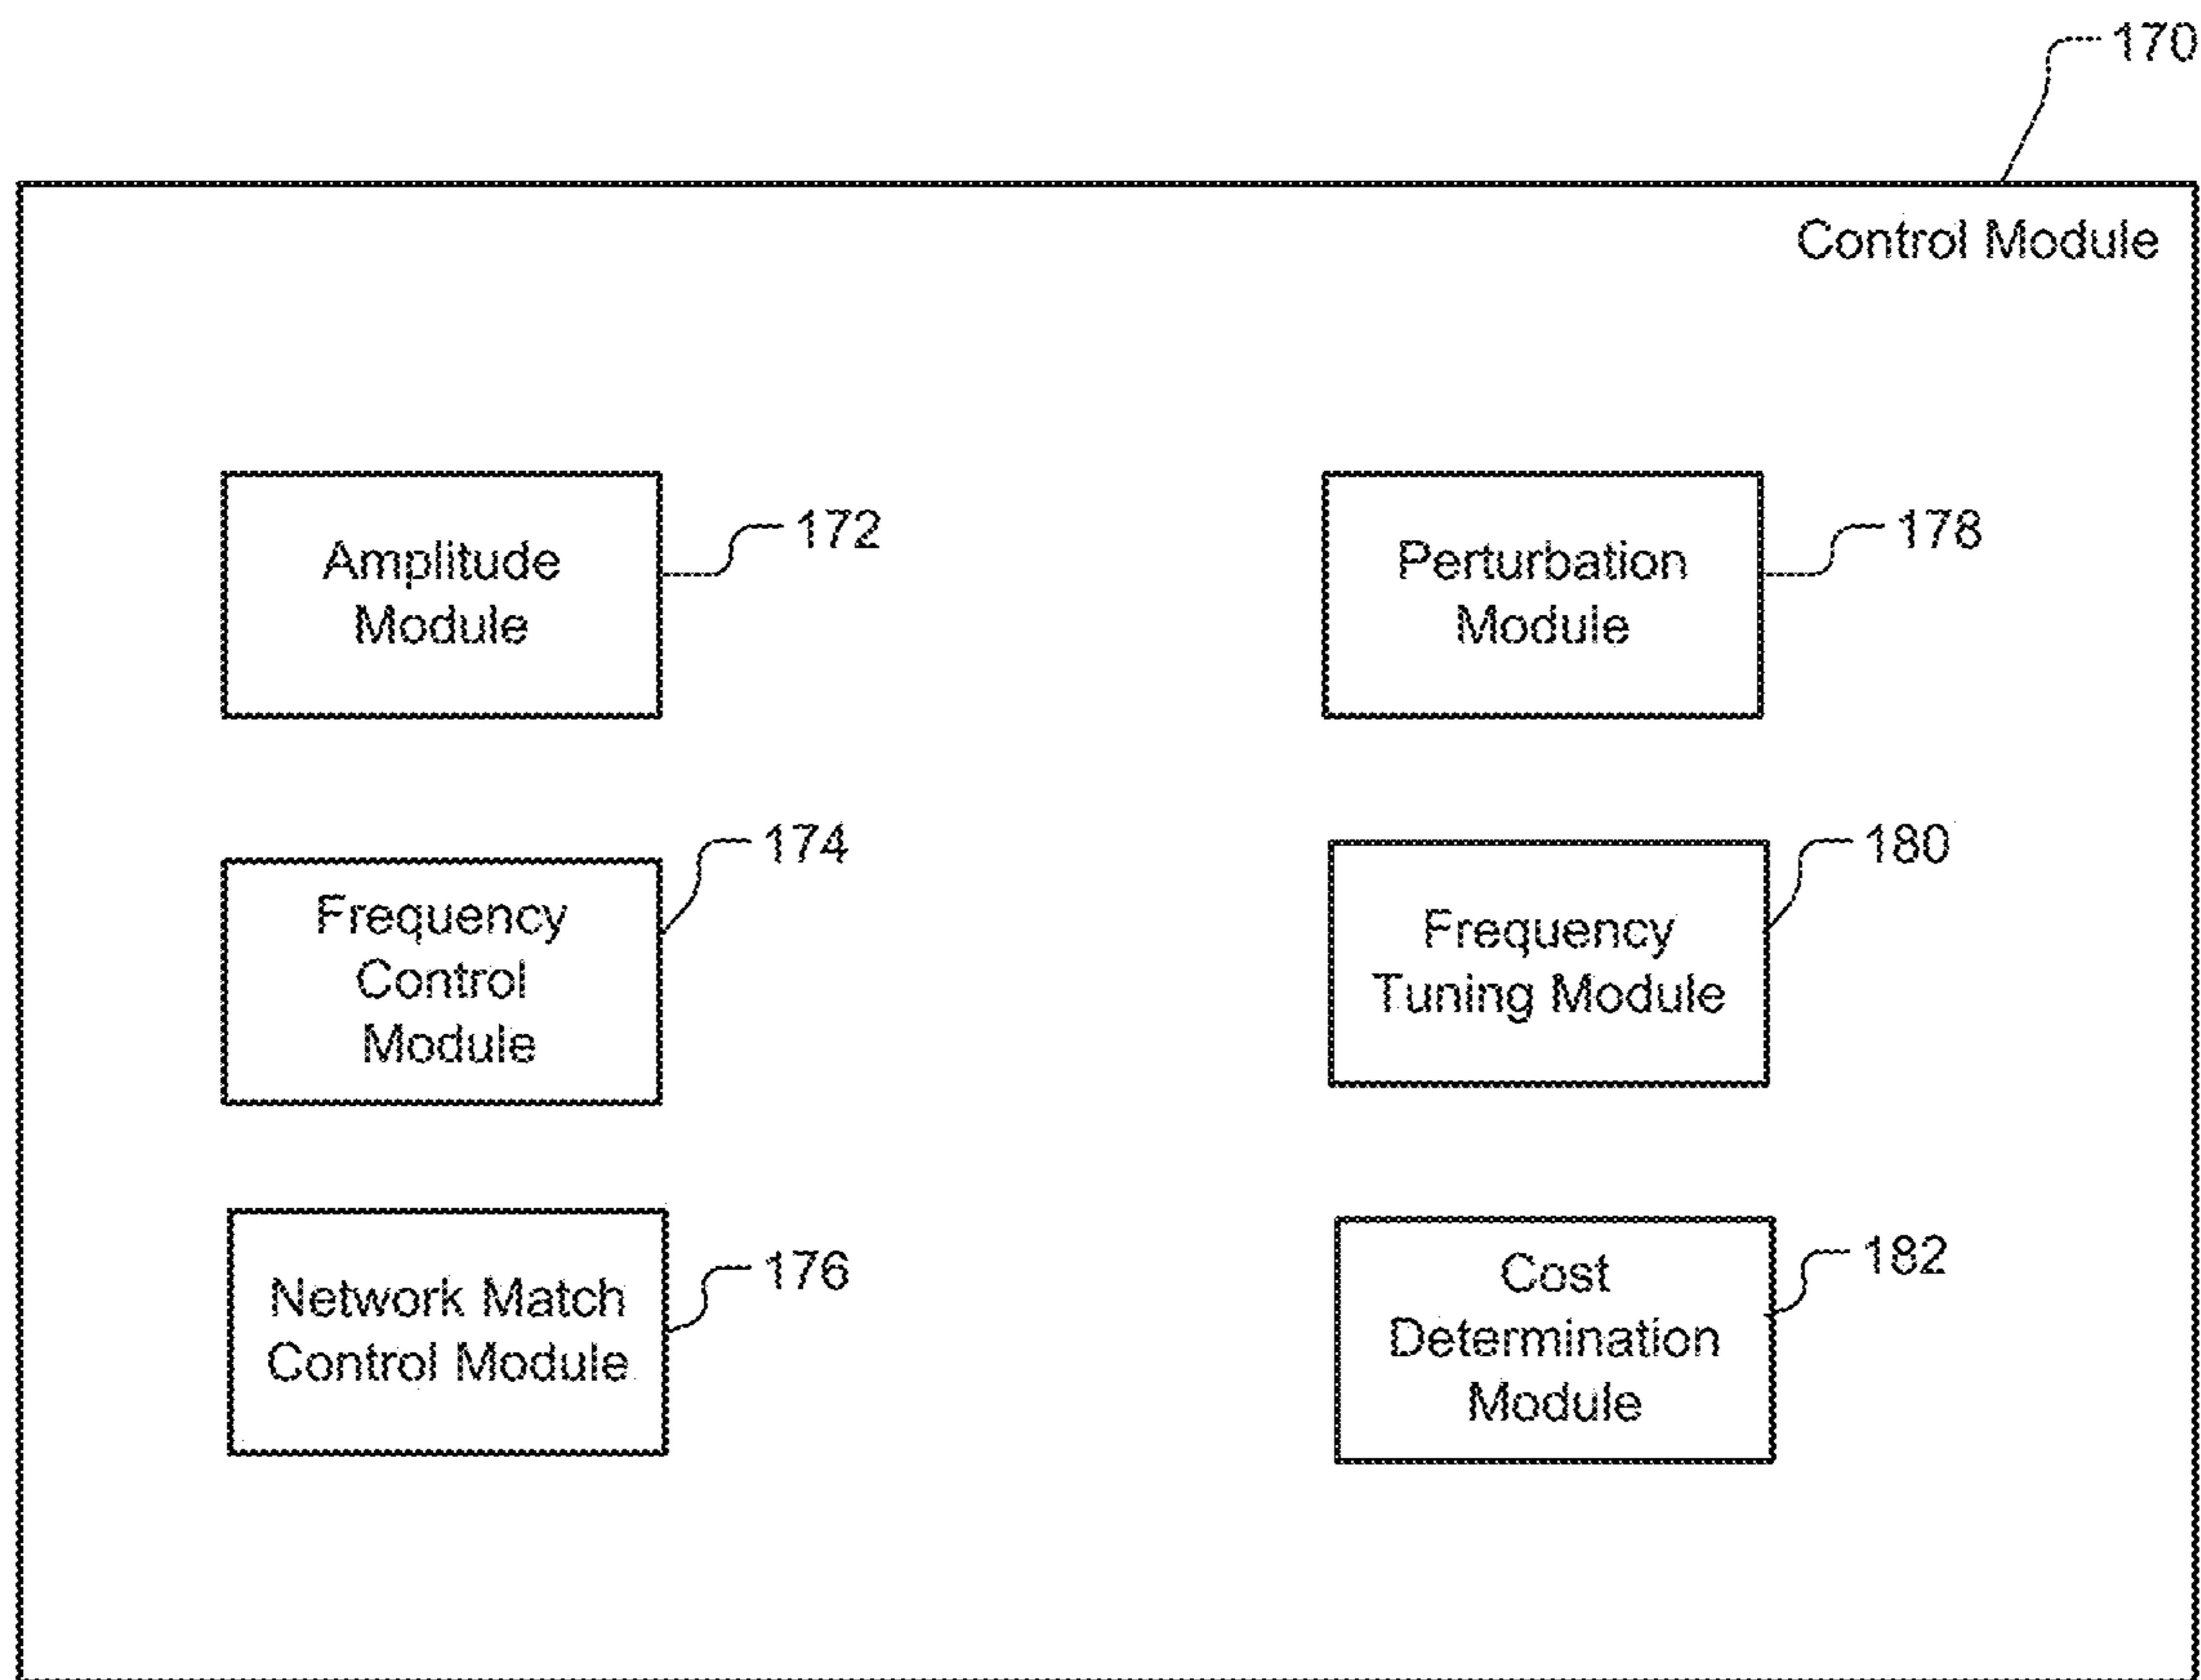 170
Control Module
Amplitude
Module
172
Perturbation
Module
178
Frequency
Control
Module
174
Frequency
Tuning Module
180
Network Match
Control Module
176
Cost
Determination
Module
182